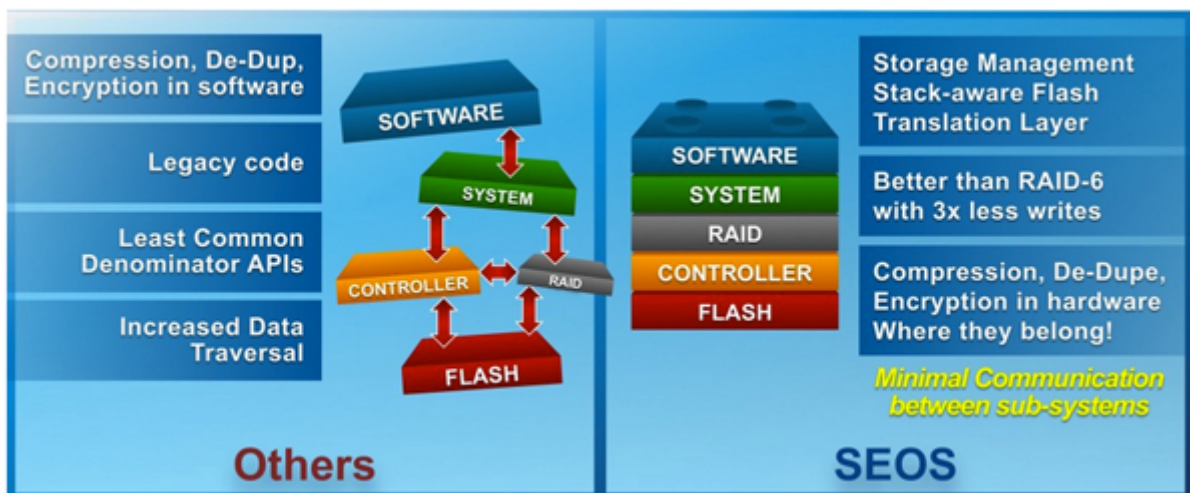 Compression, De-Dup,
Encryption in software
Legacy code
Least Common
Denominator APIs
Increased Data
Traversal
SOFTWARE
SYSTEM
CONTROLLER
RAID
FLASH
Others
SOFTWARE
SYSTEM
RAID
CONTROLLER
FLASH
Storage Management
Stack-aware Flash
Translation Layer
Better than RAID-6
with 3x less writes
Compression, De-Dupe,
Encryption in hardware
Where they belong!
Minimal Communication
between sub-systems
SEOS